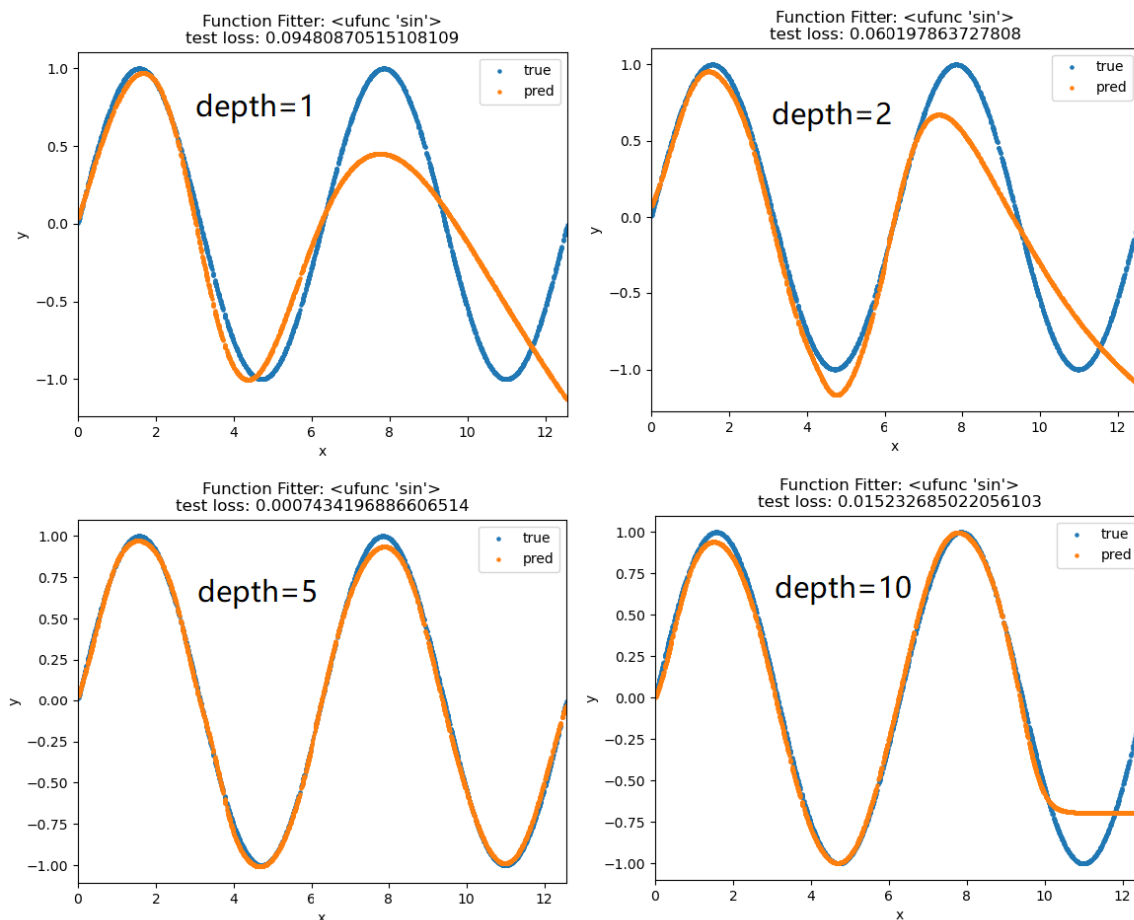 Function Fitter: <ufunc 'sin'>
test loss: 0.09480870515108109
1.0
0.5
0.0
−0.5
−1.0
y
depth=1
true
pred
0 2 4 6 8 10 12
x
Function Fitter: <ufunc 'sin'>
test loss: 0.060197863727808
1.0
0.5
0.0
−0.5
−1.0
y
depth=2
true
pred
0 2 4 6 8 10 12
x
Function Fitter: <ufunc 'sin'>
test loss: 0.0007434196886606514
1.00
0.75
0.50
0.25
0.00
−0.25
−0.50
−0.75
−1.00
y
depth=5
true
pred
0 2 4 6 8 10 12
x
Function Fitter: <ufunc 'sin'>
test loss: 0.015232685022056103
1.00
0.75
0.50
0.25
0.00
−0.25
−0.50
−0.75
−1.00
y
depth=10
true
pred
0 2 4 6 8 10 12
x